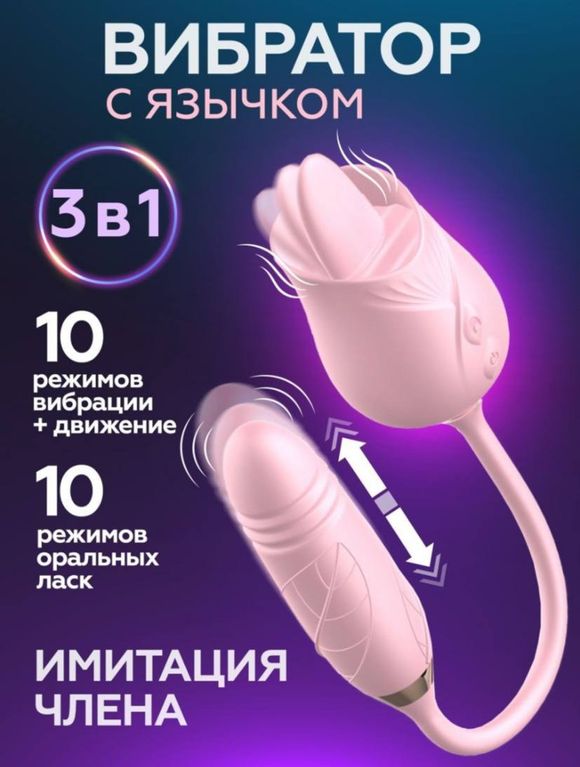 ВИБРАТОР
С ЯЗЫЧКОМ
3 в 1
10
режимов
вибрации
+ движение
10
режимов
оральных
ласк
ИМИТАЦИЯ
ЧЛЕНА